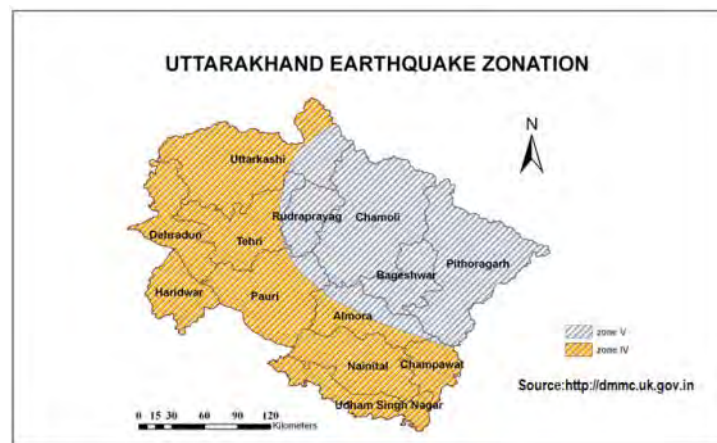 UTTARAKHAND EARTHQUAKE ZONATION
N
Uttarkashi
Rudraprayag
Chamoli
Dehradun
Tehri
Bageshwar
Pithoragarh
Haridwar
Pauri
Almora
zone V
zone IV
Nainital
Champawat
Source:http://dmmc.uk.gov.in
Udham Singh Nagar
0 15 30 60 90 120
Kilometers